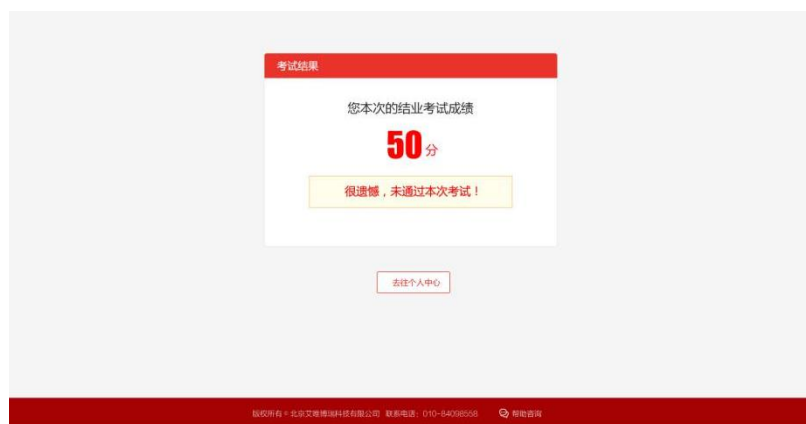 考试结果
您本次的结业考试成绩
50 分
很遗憾，未通过本次考试！
去往个人中心
版权所有©北京艾唯博瑞科技有限公司 联系电话：010-84098558 帮助咨询